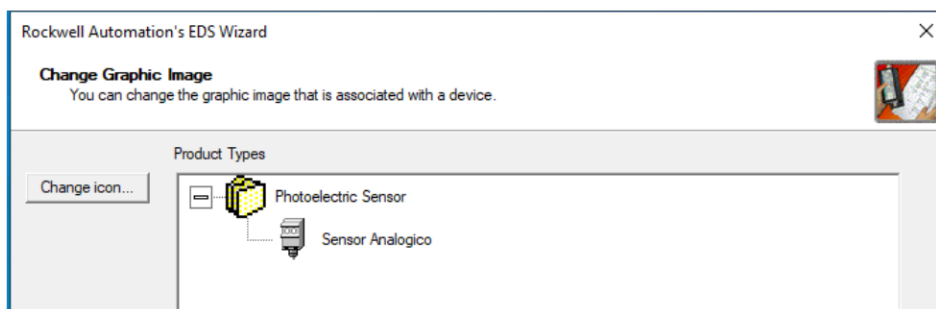 Rockwell Automation's EDS Wizard
Change Graphic Image
You can change the graphic image that is associated with a device.
Product Types
Change icon...
Photoelectric Sensor
Sensor Analogico